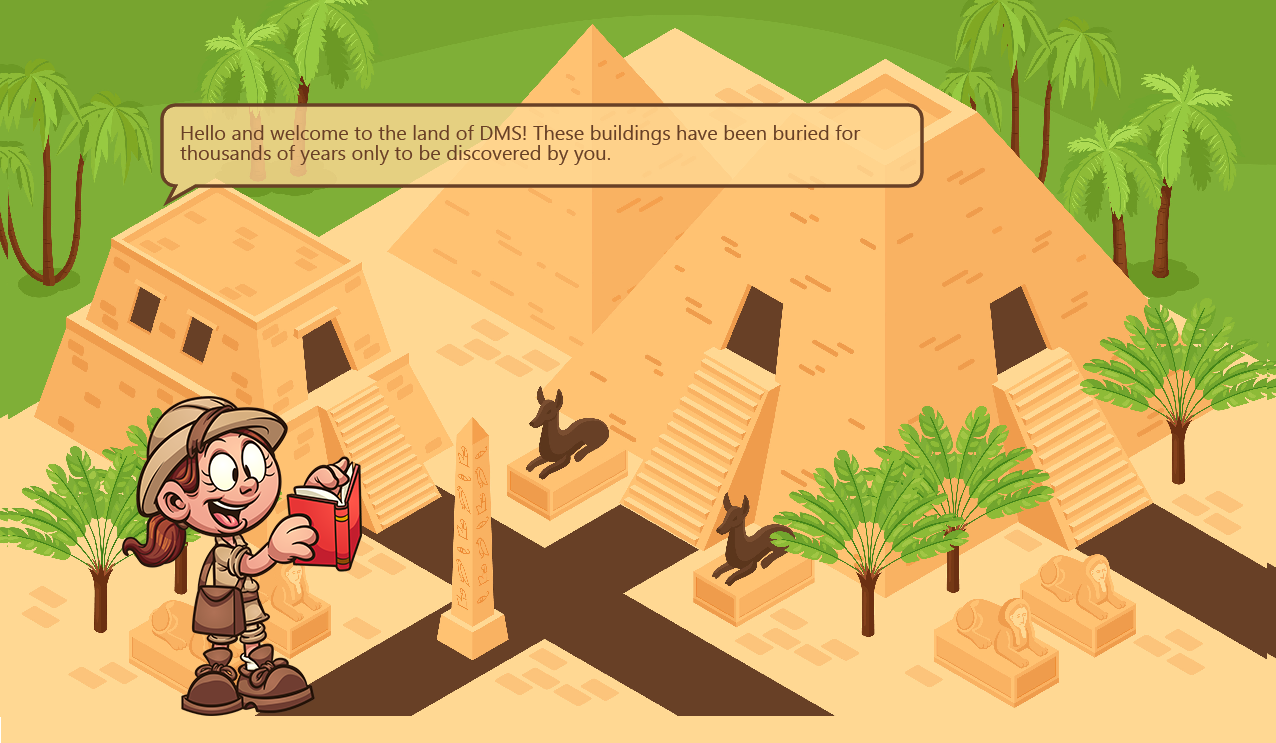 Hello and welcome to the land of DMS! These buildings have been buried for
thousands of years only to be discovered by you.